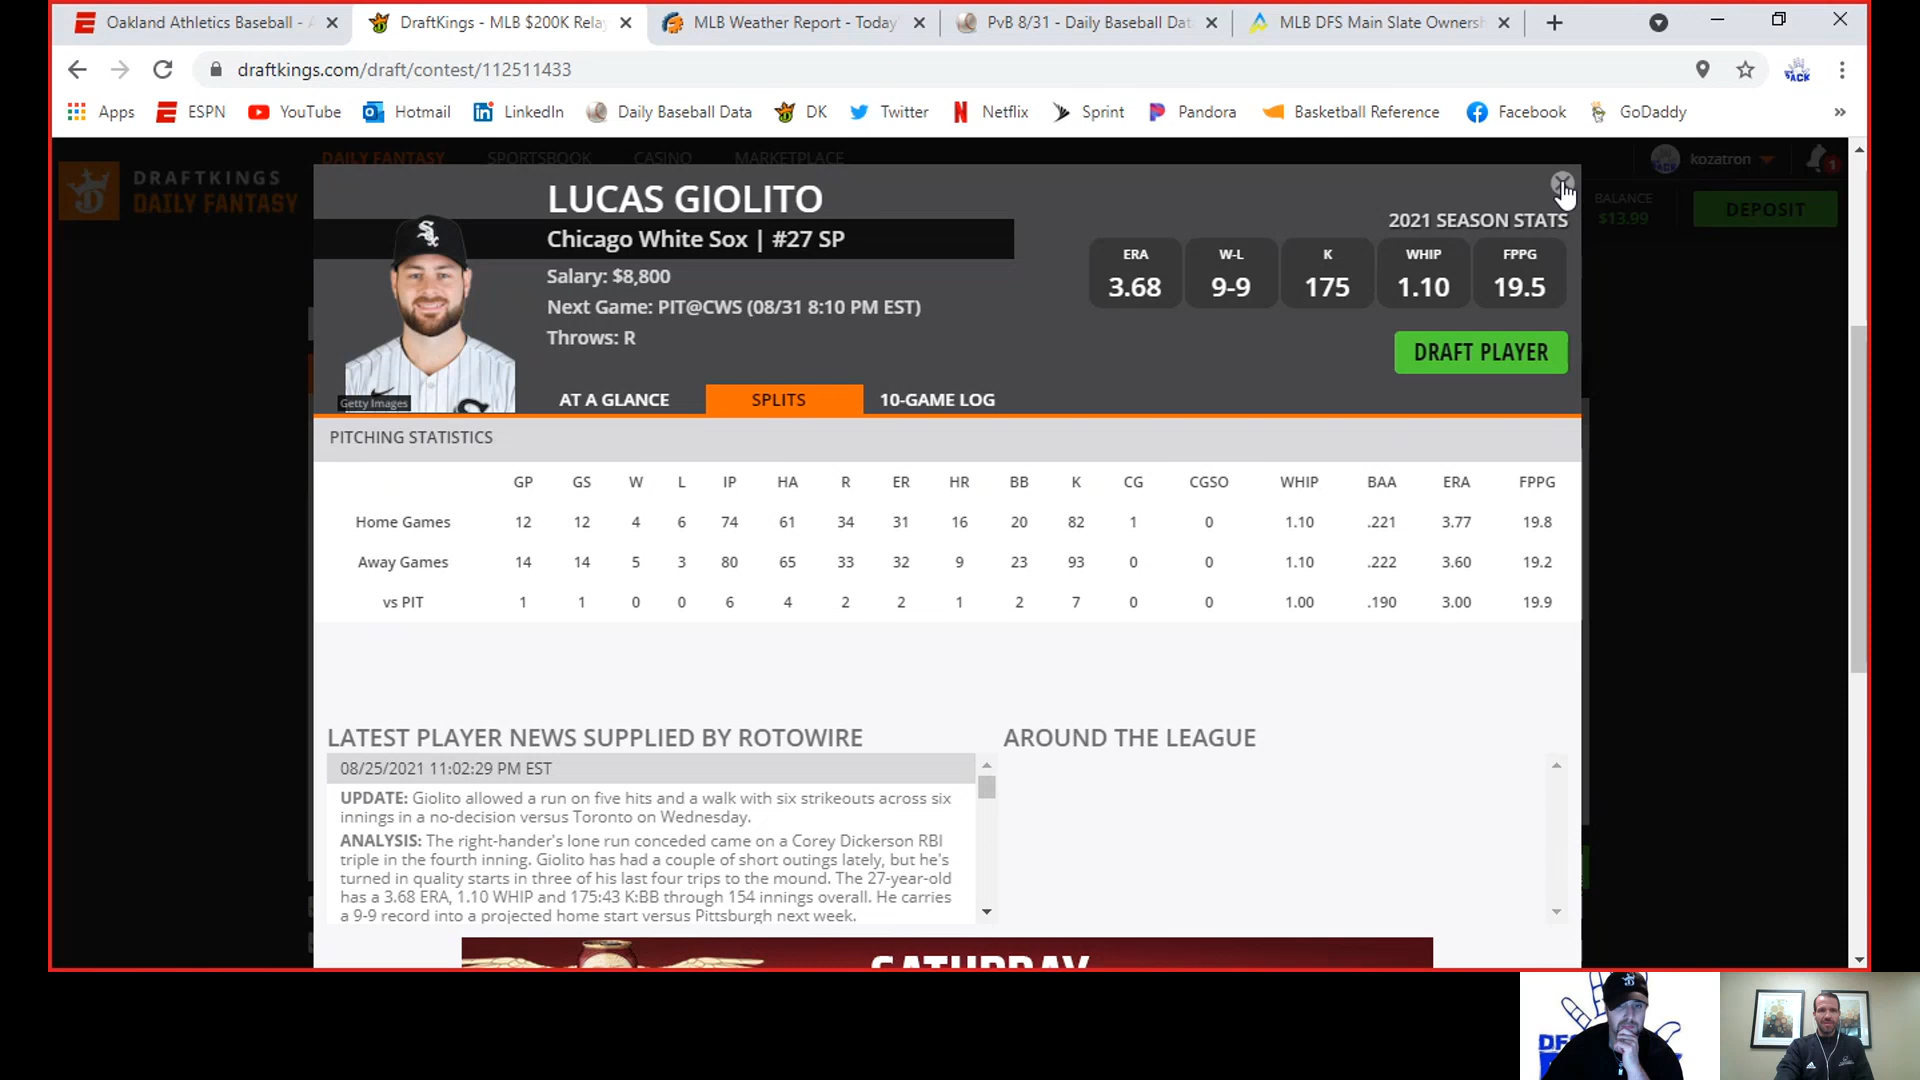 Oakland Athletics Baseball - A
DraftKings - MLB $200K Relay
MLB Weather Report - Today'
PvB 8/31 - Daily Baseball Dat
MLB DFS Main Slate Ownersh
draftkings.com/draft/contest/112511433
BACK
Apps ESPN YouTube Hotmail LinkedIn Daily Baseball Data DK Twitter Netflix Sprint Pandora Basketball Reference Facebook GoDaddy »
DAILY FANTASY SPORTSBOOK CASINO MARKETPLACE
kozatron
1
DRAFTKINGS
DAILY FANTASY
BALANCE
$13.99
DEPOSIT
LUCAS GIOLITO
Chicago White Sox | #27 SP
Salary: $8,800
Next Game: PIT@CWS (08/31 8:10 PM EST)
Throws: R
Getty Images
2021 SEASON STATS
ERA W-L K WHIP FPPG
3.68 9-9 175 1.10 19.5
DRAFT PLAYER
AT A GLANCE SPLITS 10-GAME LOG
PITCHING STATISTICS
GP GS W L IP HA R ER HR BB K CG CGSO WHIP BAA ERA FPPG
Home Games 12 12 4 6 74 61 34 31 16 20 82 1 0 1.10 .221 3.77 19.8
Away Games 14 14 5 3 80 65 33 32 9 23 93 0 0 1.10 .222 3.60 19.2
vs PIT 1 1 0 0 6 4 2 2 1 2 7 0 0 1.00 .190 3.00 19.9
LATEST PLAYER NEWS SUPPLIED BY ROTOWIRE
08/25/2021 11:02:29 PM EST
UPDATE: Giolito allowed a run on five hits and a walk with six strikeouts across six
innings in a no-decision versus Toronto on Wednesday.
ANALYSIS: The right-hander's lone run conceded came on a Corey Dickerson RBI
triple in the fourth inning. Giolito has had a couple of short outings lately, but he's
turned in quality starts in three of his last four trips to the mound. The 27-year-old
has a 3.68 ERA, 1.10 WHIP and 175:43 K:BB through 154 innings overall. He carries
a 9-9 record into a projected home start versus Pittsburgh next week.
AROUND THE LEAGUE
SATURDAY
DFS